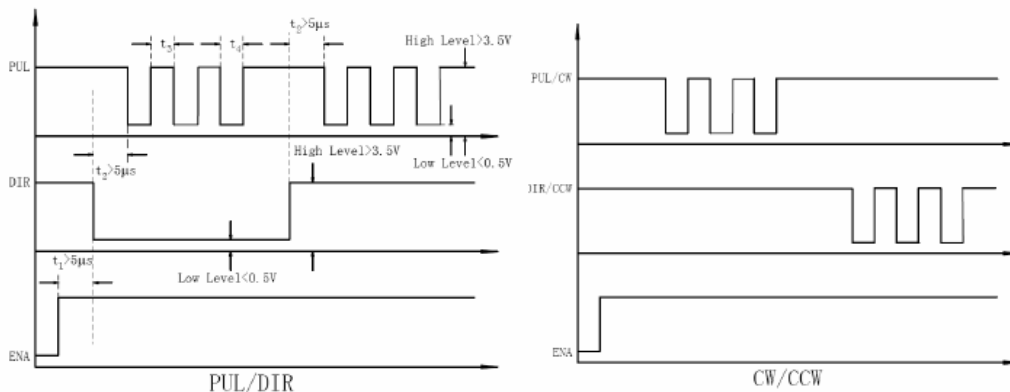 t₂>5μs
t₃
t₄
High Level>3.5V
PUL
High Level>3.5V
Low Level<0.5V
t₂>5μs
DIR
t₁>5μs
Low Level<0.5V
ENA
PUL/DIR
PUL/CW
DIR/CCW
ENA
CW/CCW